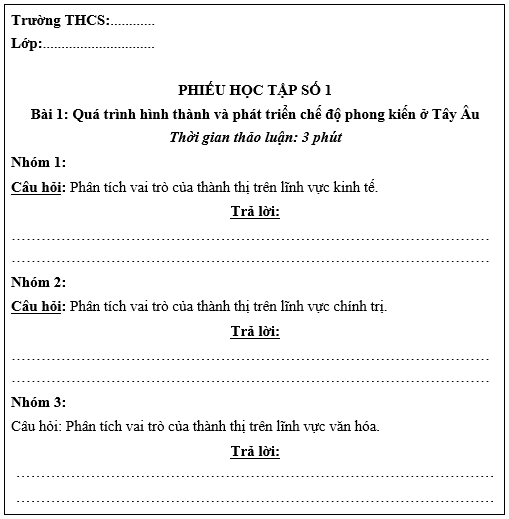 Trường THCS:............
Lớp:..............................
PHIẾU HỌC TẬP SỐ 1
Bài 1: Quá trình hình thành và phát triển chế độ phong kiến ở Tây Âu
Thời gian thảo luận: 3 phút
Nhóm 1:
Câu hỏi: Phân tích vai trò của thành thị trên lĩnh vực kinh tế.
Trả lời:
………………………………………………………………………………
………………………………………………………………………………
Nhóm 2:
Câu hỏi: Phân tích vai trò của thành thị trên lĩnh vực chính trị.
Trả lời:
………………………………………………………………………………
………………………………………………………………………………
Nhóm 3:
Câu hỏi: Phân tích vai trò của thành thị trên lĩnh vực văn hóa.
Trả lời:
………………………………………………………………………………
………………………………………………………………………………